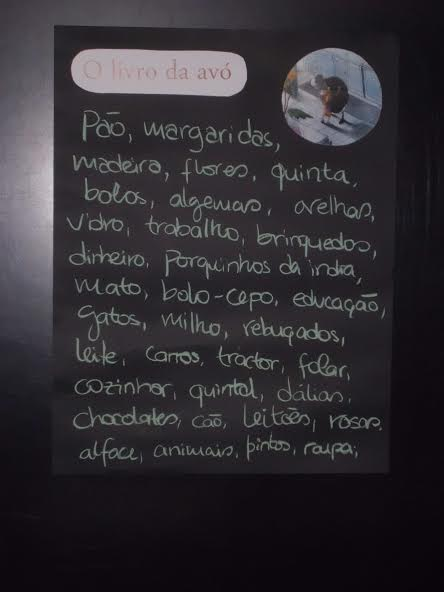 O livro da avó
Pão, margaridas,
madeira, flores, quinta,
bolos, algemas, ovelhas,
vidro, trabalho, brinquedos,
dinheiro, porquinhos da india,
mato, bolo-cepo, educação,
gatos, milho, rebuçados,
leite, carros, tractor, folar,
cozinhar, quintal, dálias,
chocolates, cão, leitões, rosas,
alface, animais, pintos, roupa;